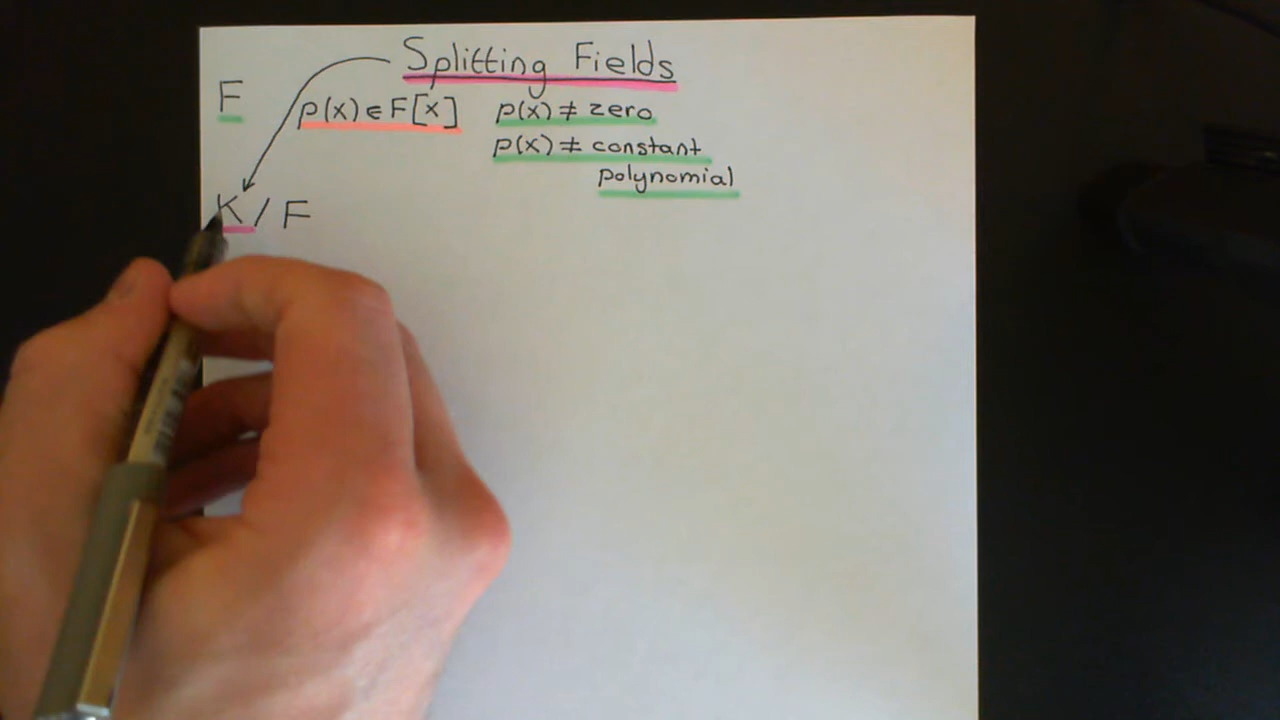 Splitting Fields
F
p(x) ∈ F[x] p(x) ≠ zero
p(x) ≠ constant
polynomial
K / F